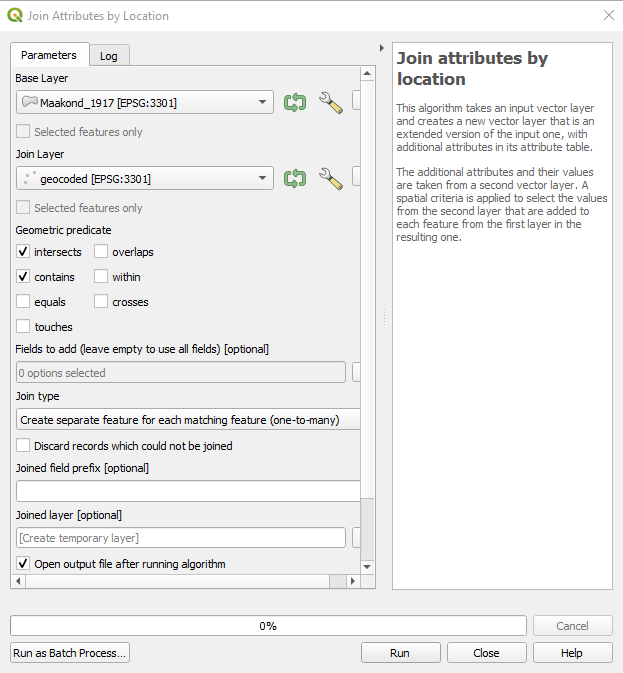 Join Attributes by Location
Parameters
Log
Base Layer
Maakond_1917 [EPSG:3301]
Selected features only
Join Layer
geocoded [EPSG:3301]
Selected features only
Geometric predicate
intersects
overlaps
contains
within
equals
crosses
touches
Fields to add (leave empty to use all fields) [optional]
0 options selected
Join type
Create separate feature for each matching feature (one-to-many)
Discard records which could not be joined
Joined field prefix [optional]
Joined layer [optional]
[Create temporary layer]
Open output file after running algorithm
Join attributes by
location
This algorithm takes an input vector layer
and creates a new vector layer that is an
extended version of the input one, with
additional attributes in its attribute table.
The additional attributes and their values
are taken from a second vector layer. A
spatial criteria is applied to select the values
from the second layer that are added to
each feature from the first layer in the
resulting one.
0%
Cancel
Run as Batch Process...
Run
Close
Help